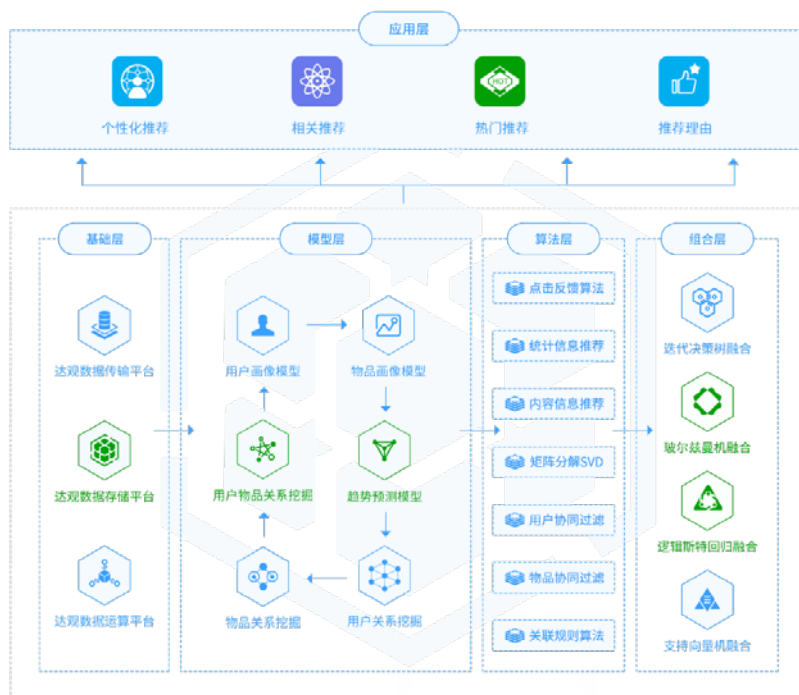 应用层
个性化推荐
相关推荐
HOT
热门推荐
推荐理由
基础层
达观数据传输平台
达观数据存储平台
达观数据运算平台
模型层
用户画像模型
物品画像模型
用户物品关系挖掘
趋势预测模型
物品关系挖掘
用户关系挖掘
算法层
点击反馈算法
统计信息推荐
内容信息推荐
矩阵分解SVD
用户协同过滤
物品协同过滤
关联规则算法
组合层
迭代决策树融合
玻尔兹曼机融合
逻辑斯特回归融合
支持向量机融合